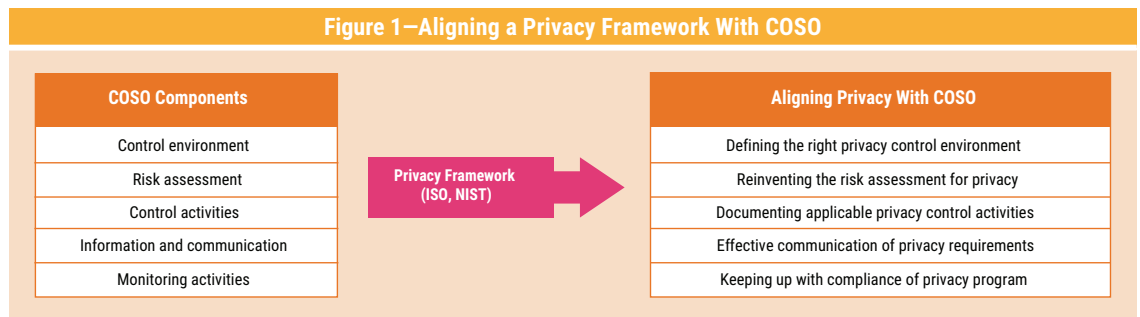 Figure 1—Aligning a Privacy Framework With COSO
COSO Components
Control environment
Risk assessment
Control activities
Information and communication
Monitoring activities
Privacy Framework
(ISO, NIST)
Aligning Privacy With COSO
Defining the right privacy control environment
Reinventing the risk assessment for privacy
Documenting applicable privacy control activities
Effective communication of privacy requirements
Keeping up with compliance of privacy program